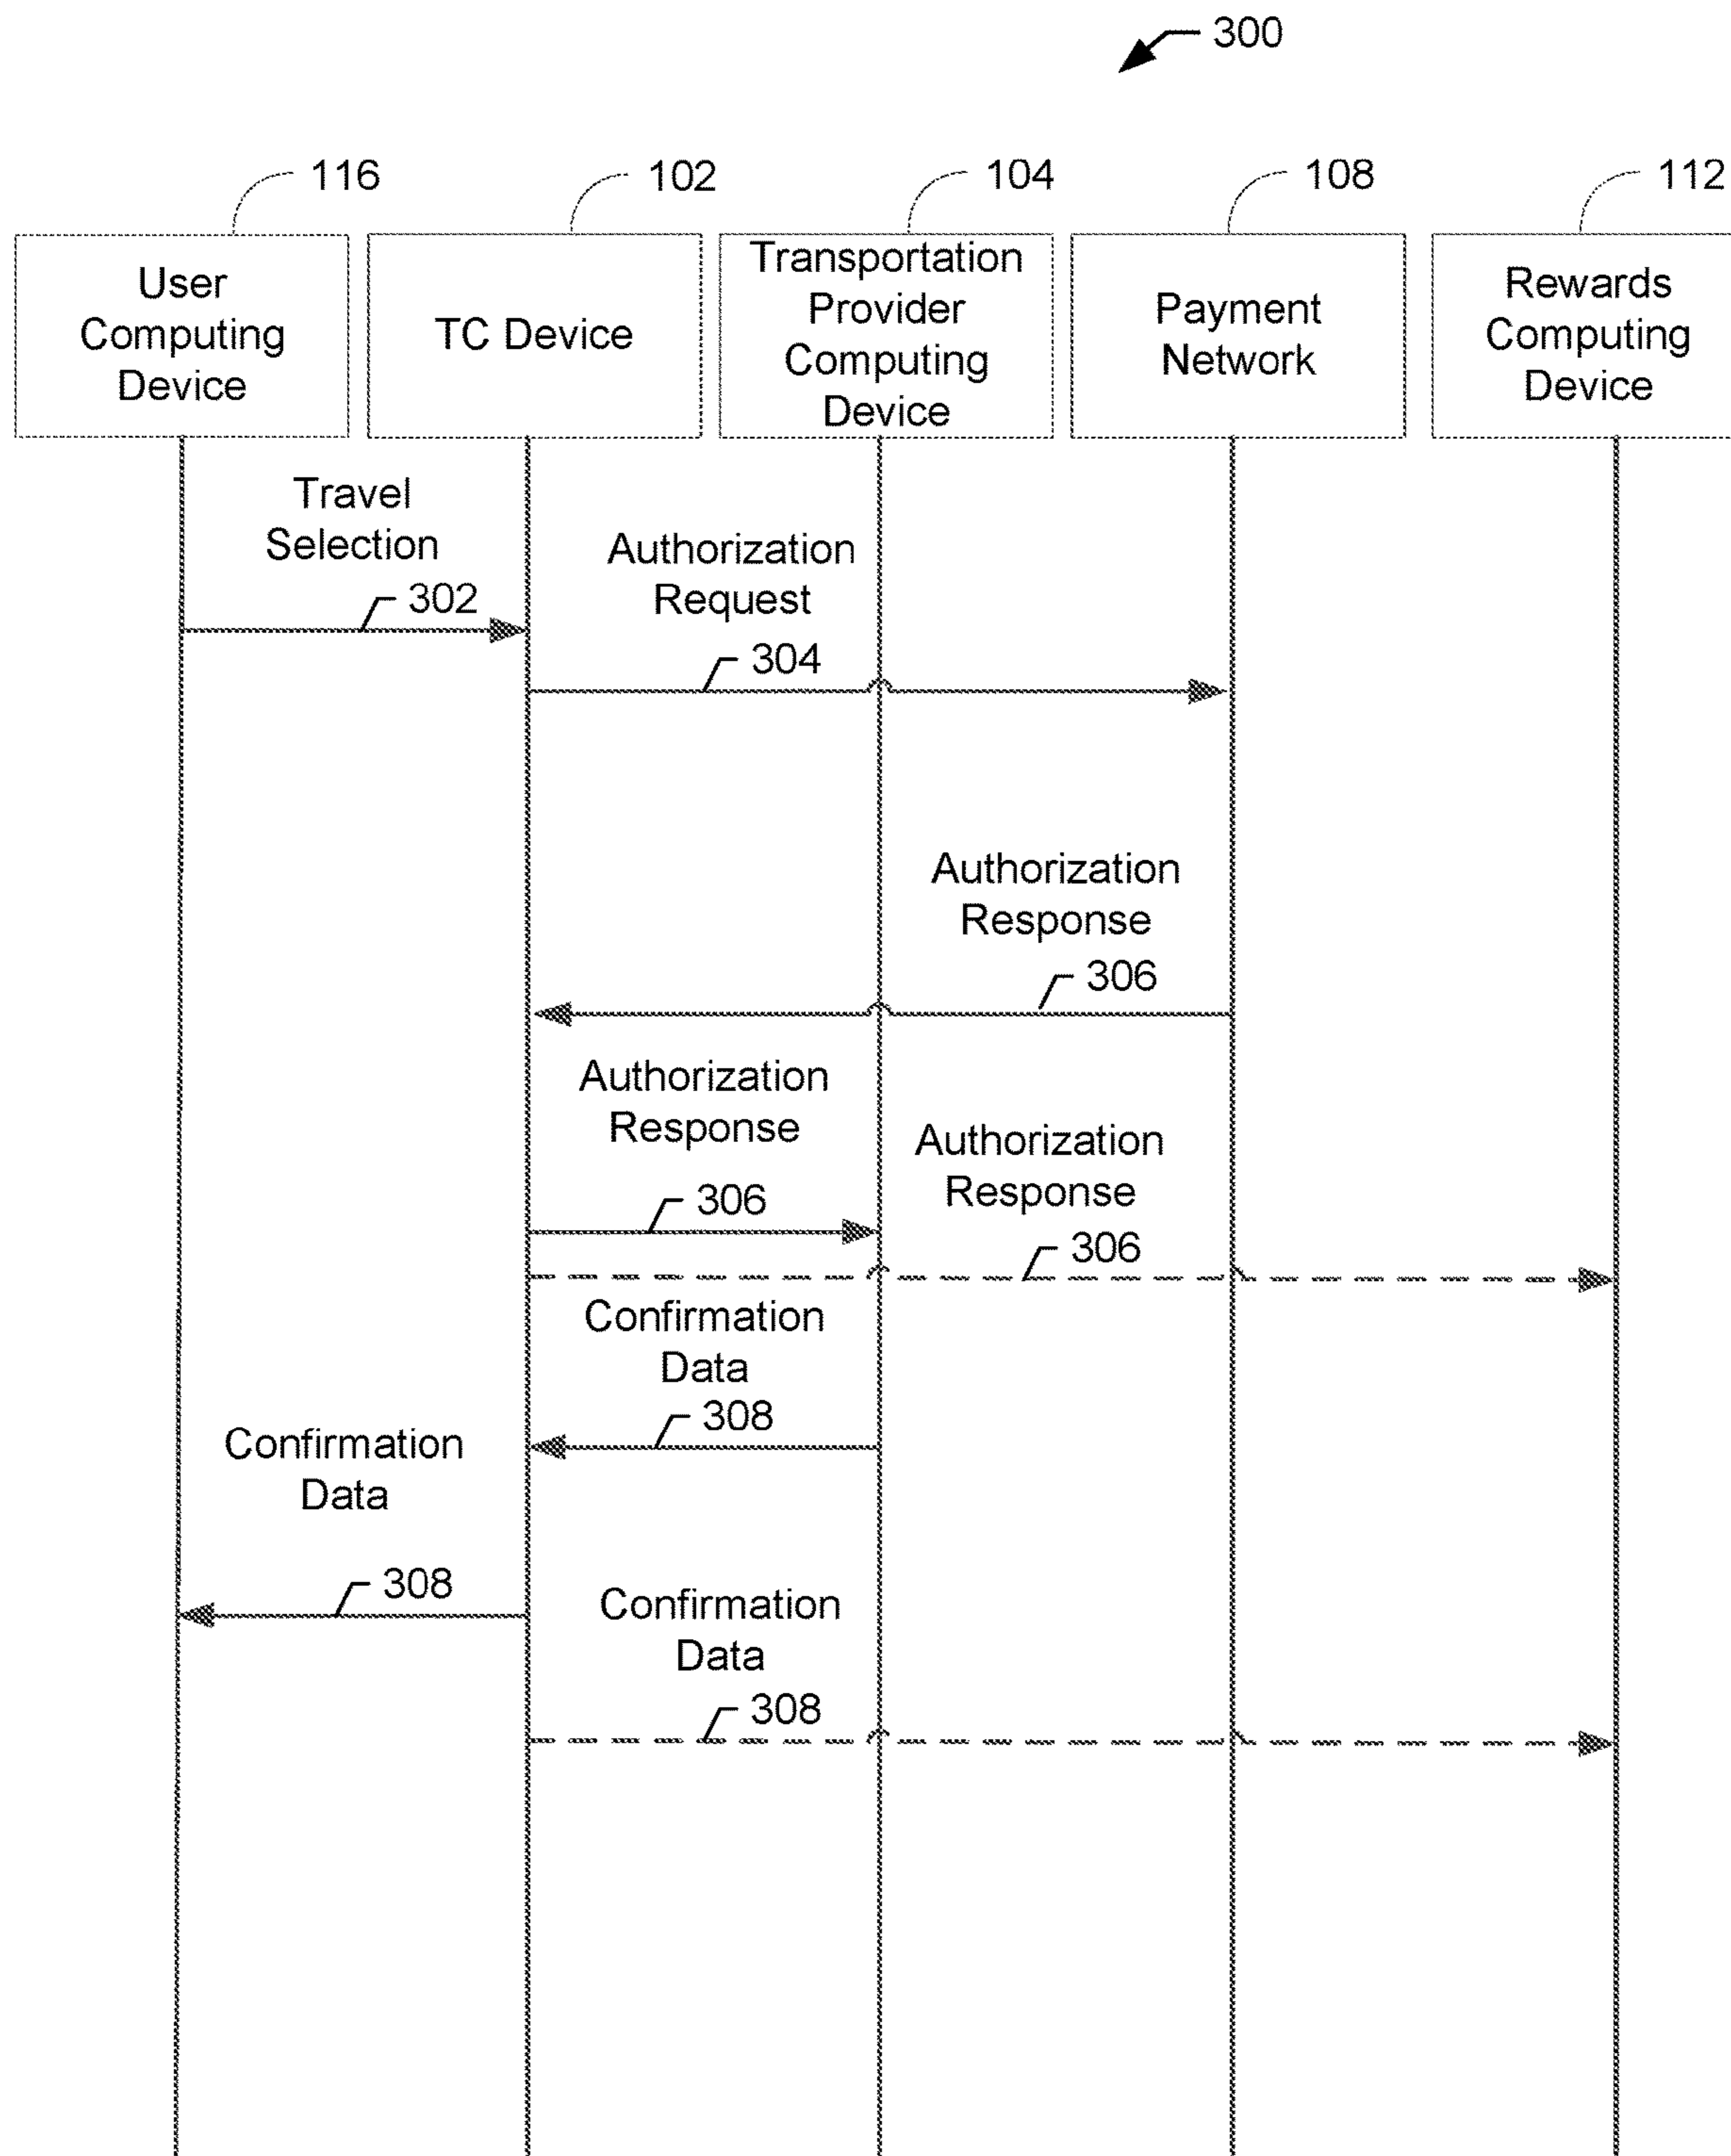 300
116
102
104
108
112
User
Computing
Device
TC Device
Transportation
Provider
Computing
Device
Payment
Network
Rewards
Computing
Device
Travel
Selection
302
Authorization
Request
304
Authorization
Response
306
Authorization
Response
306
Authorization
Response
306
Confirmation
Data
308
Confirmation
Data
308
Confirmation
Data
308